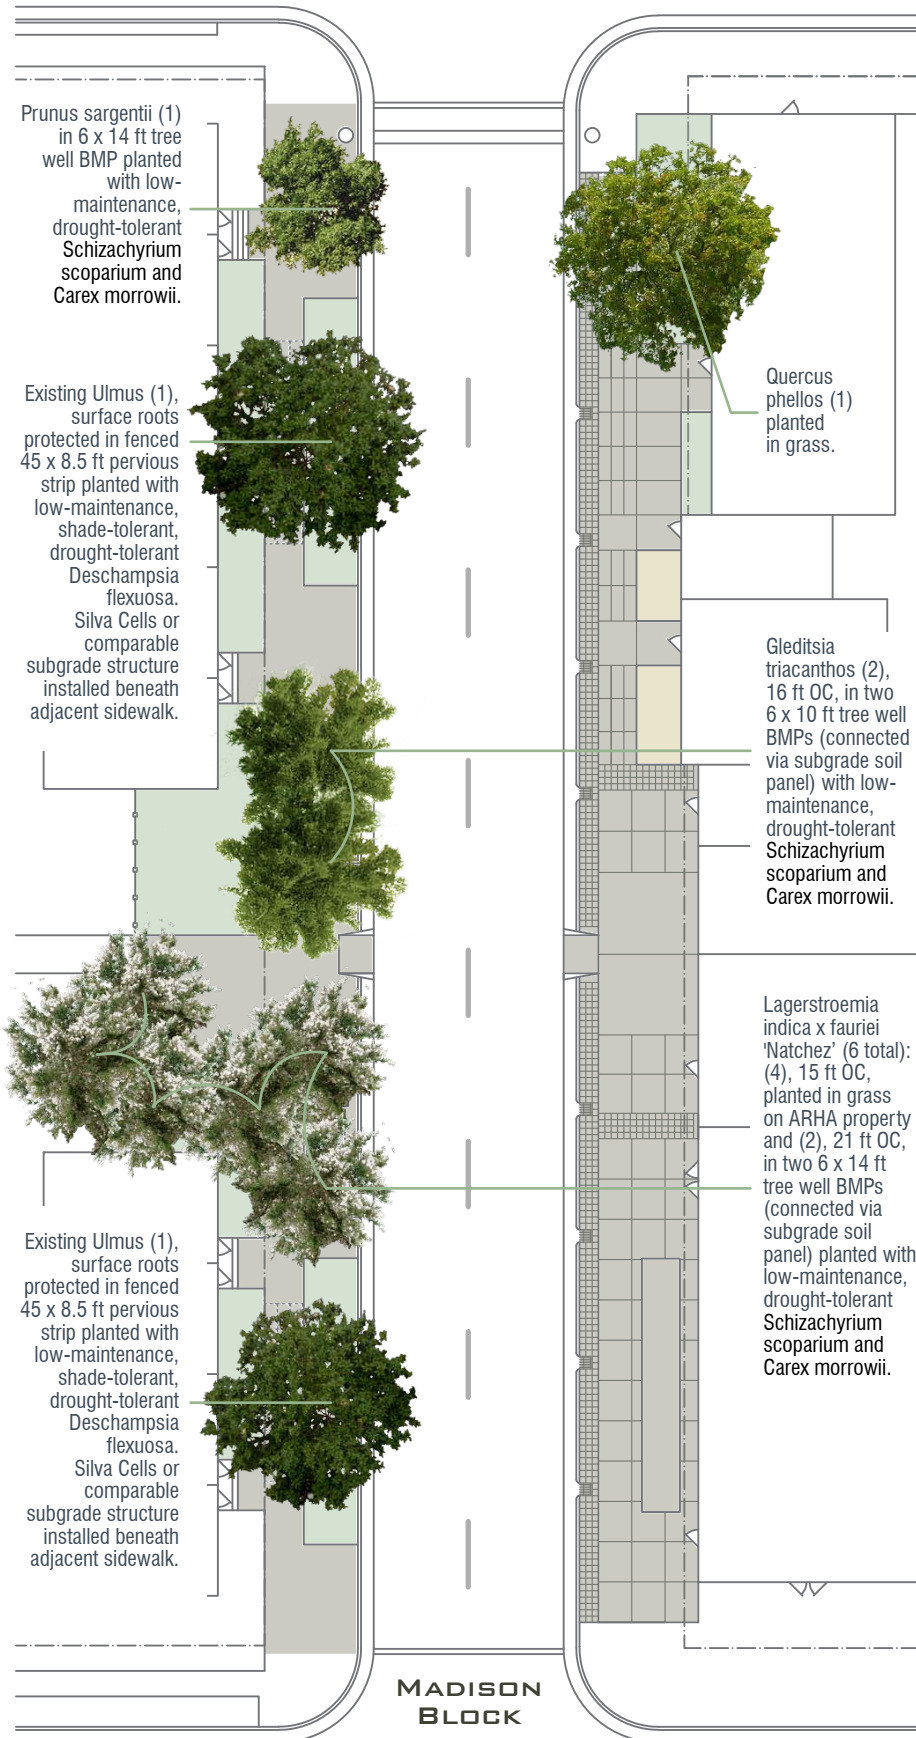 Prunus sargentii (1)
in 6 x 14 ft tree
well BMP planted
with low-
maintenance,
drought-tolerant
Schizachyrium
scoparium and
Carex morrowii.
Existing Ulmus (1),
surface roots
protected in fenced
45 x 8.5 ft pervious
strip planted with
low-maintenance,
shade-tolerant,
drought-tolerant
Deschampsia
flexuosa.
Silva Cells or
comparable
subgrade structure
installed beneath
adjacent sidewalk.
Existing Ulmus (1),
surface roots
protected in fenced
45 x 8.5 ft pervious
strip planted with
low-maintenance,
shade-tolerant,
drought-tolerant
Deschampsia
flexuosa.
Silva Cells or
comparable
subgrade structure
installed beneath
adjacent sidewalk.
Quercus
phellos (1)
planted
in grass.
Gleditsia
triacanthos (2),
16 ft OC, in two
6 x 10 ft tree well
BMPs (connected
via subgrade soil
panel) with low-
maintenance,
drought-tolerant
Schizachyrium
scoparium and
Carex morrowii.
Lagerstroemia
indica x fauriei
'Natchez’ (6 total):
(4), 15 ft OC,
planted in grass
on ARHA property
and (2), 21 ft OC,
in two 6 x 14 ft
tree well BMPs
(connected via
subgrade soil
panel) planted with
low-maintenance,
drought-tolerant
Schizachyrium
scoparium and
Carex morrowii.
MADISON
BLOCK